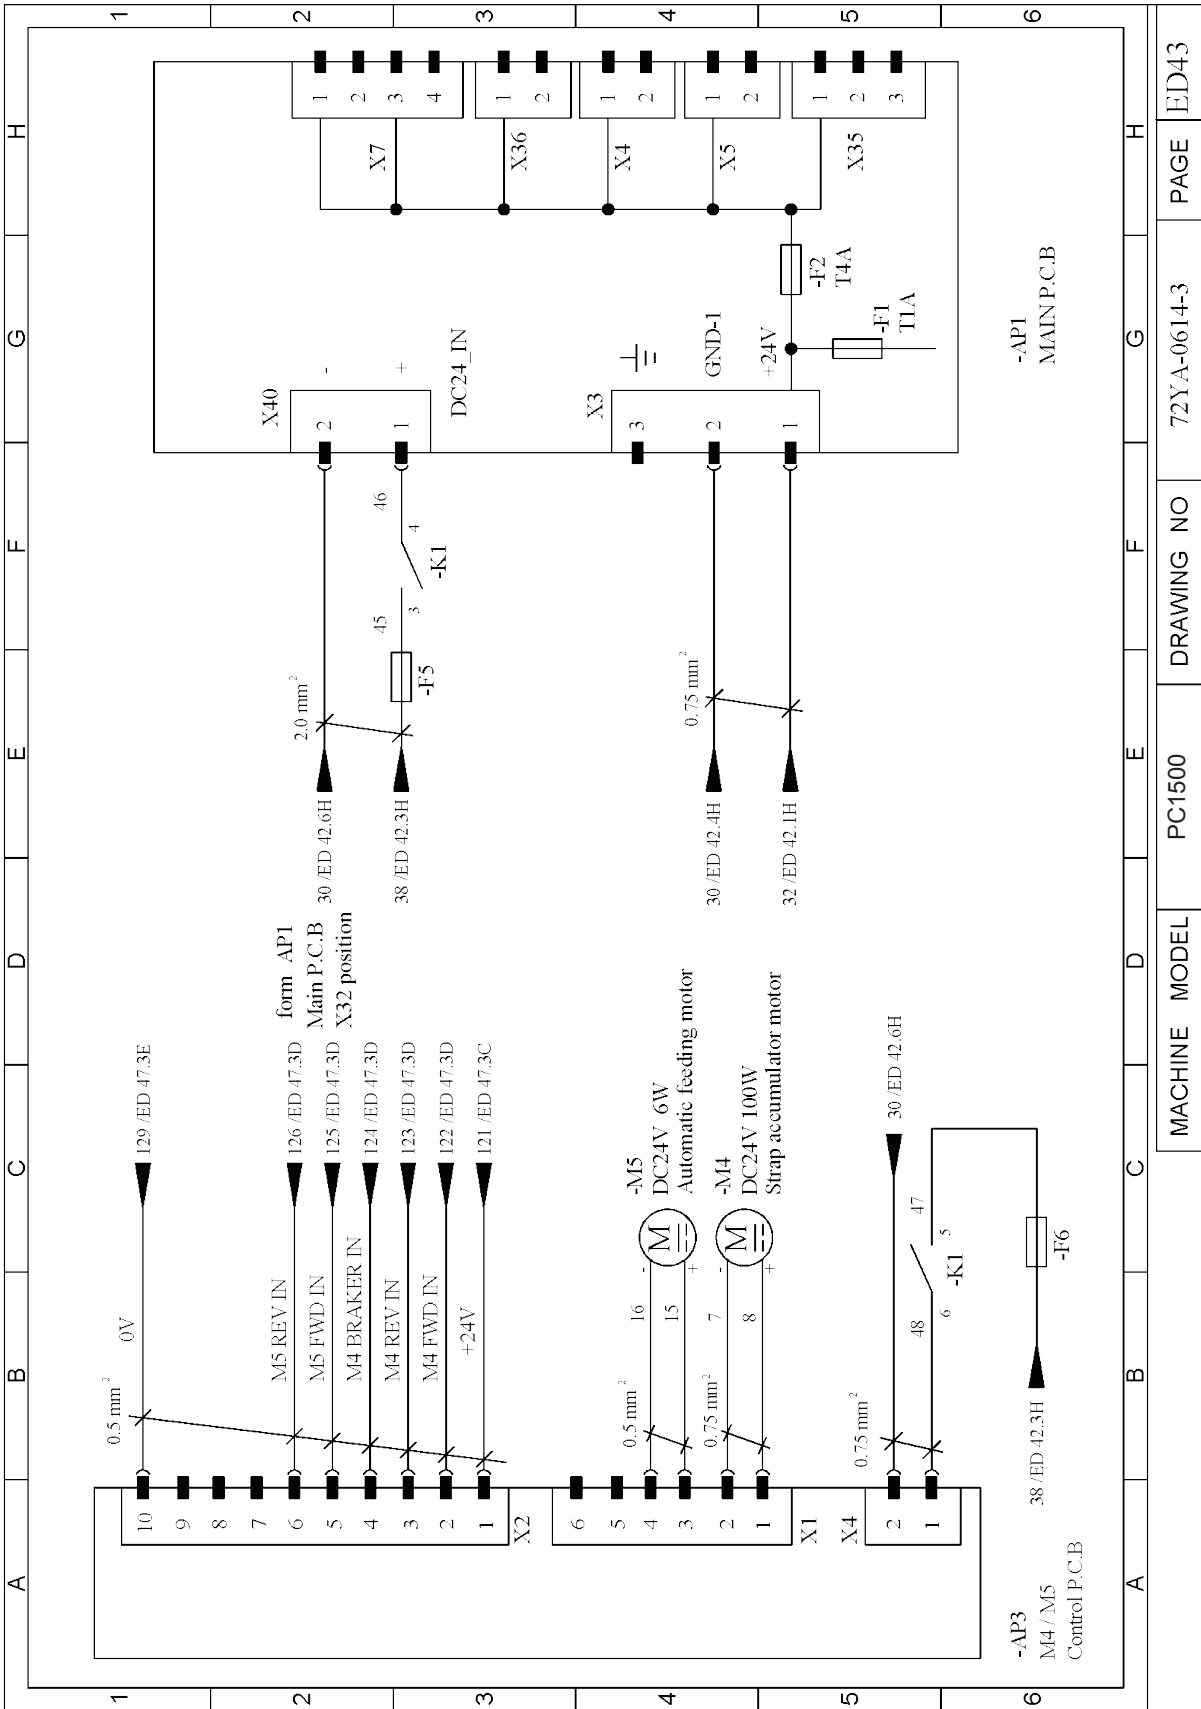 A B C D E F G H
1
2
3
4
5
6
-AP3
M4 / M5
Control P.C.B
X2
10
9
8
7
6
5
4
3
2
1
0.5 mm²
0V
129 /ED 47.3E
M5 REV IN
126 /ED 47.3D
M5 FWD IN
125 /ED 47.3D
M4 BRAKER IN
124 /ED 47.3D
M4 REV IN
123 /ED 47.3D
M4 FWD IN
122 /ED 47.3D
+24V
121 /ED 47.3C
form AP1
Main P.C.B
X32 position
X1
6
5
4
3
2
1
0.5 mm²
16
-
15
+
M
-M5
DC24V 6W
Automatic feeding motor
0.75 mm²
7
-
8
+
M
-M4
DC24V 100W
Strap accumulator motor
X4
2
1
0.75 mm²
30 /ED 42.6H
48
47
6
5
-K1
38 /ED 42.3H
-F6
30 /ED 42.6H
38 /ED 42.3H
2.0 mm²
-F5
45
46
3
4
-K1
X40
2
-
1
+
DC24_IN
30 /ED 42.4H
32 /ED 42.1H
0.75 mm²
X3
3
2
1
GND-1
+24V
-F1
T1A
-F2
T4A
X7
1
2
3
4
X36
1
2
X4
1
2
X5
1
2
X35
1
2
3
-AP1
MAIN P.C.B
1
2
3
4
5
6
A B C D E F G H
MACHINE MODEL
PC1500
DRAWING NO
72YA-0614-3
PAGE
ED43